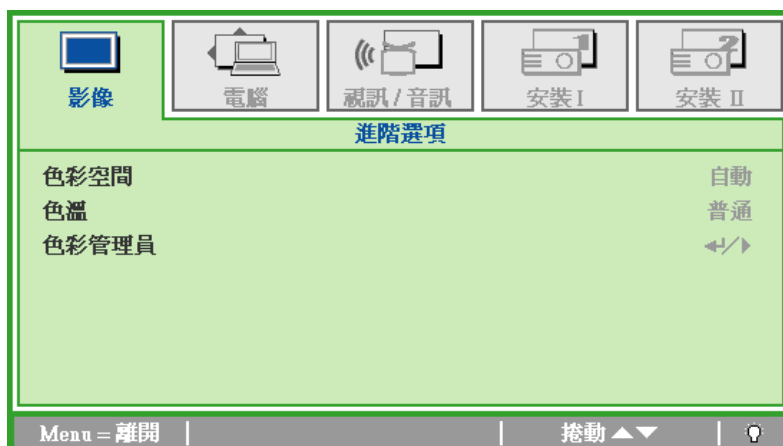 影像
電腦
視訊 / 音訊
安裝 I
安裝 II
進階選項
色彩空間 自動
色溫 普通
色彩管理員
Menu = 離開 捲動